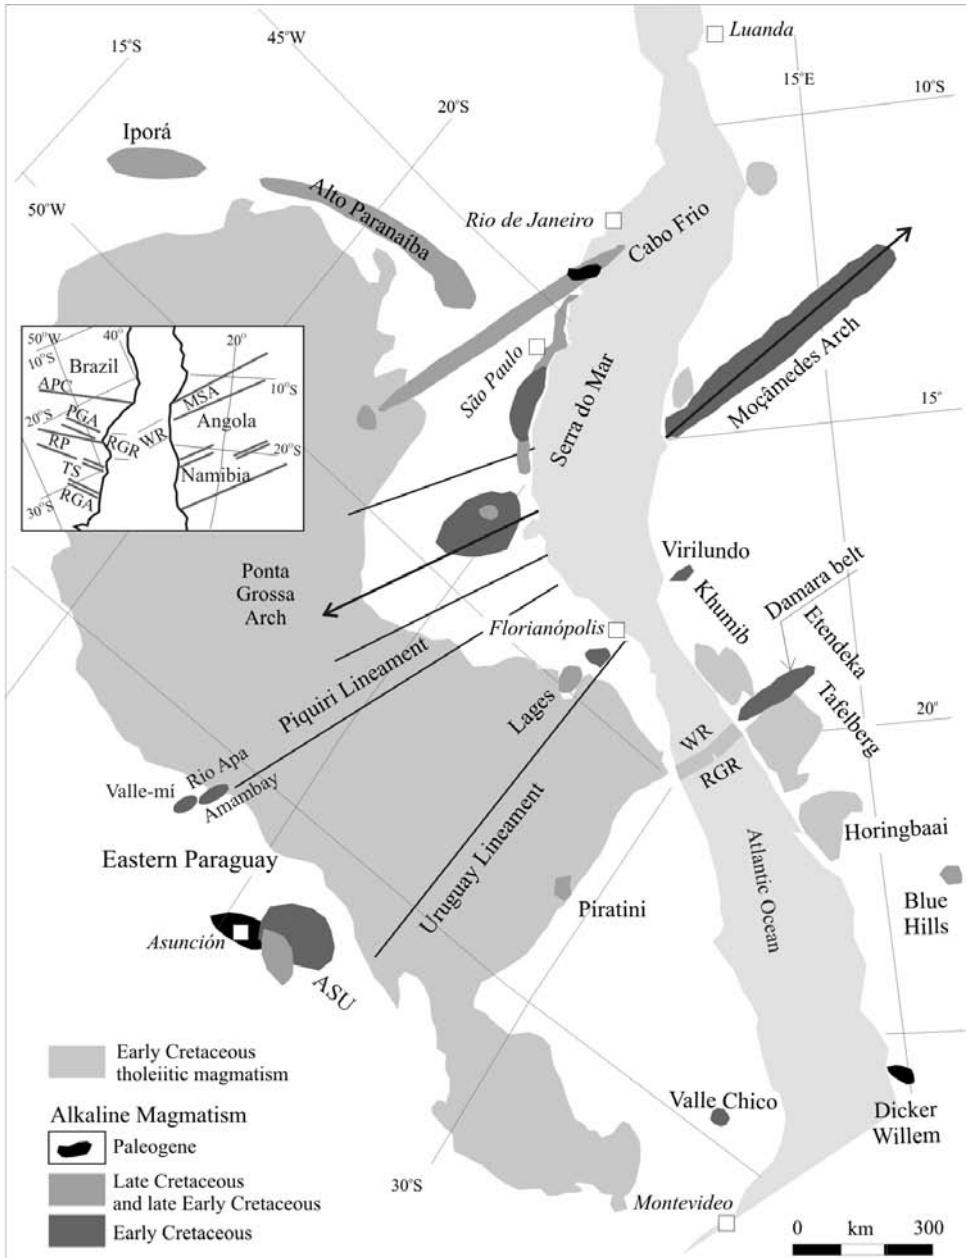 Luanda
15°S
45°W
15°E
10°S
20°S
Iporá
50°W
Alto Paranaíba
Rio de Janeiro
Cabo Frio
Moçâmedes Arch
15°
São Paulo
Serra do Mar
50°W
40°
20°
10°S
Brazil
APC
MSA
10°S
PGA
20°S
RGR
WR
Angola
RP
20°S
TS
Namibia
RGA
30°S
Virilundo
Khumib
Damara belt
Etendeka
Tafelberg
Ponta
Grossa
Arch
Florianópolis
Piquiri Lineament
Lages
20°
WR
RGR
Rio Apa
Valle-mí
Amambay
Uruguay Lineament
Atlantic Ocean
Horingbaai
Eastern Paraguay
Piratini
Blue
Hills
Asunción
ASU
Early Cretaceous
tholeiitic magmatism
Alkaline Magmatism
Paleogene
Late Cretaceous
and late Early Cretaceous
Early Cretaceous
Valle Chico
Dicker
Willem
30°S
Montevideo
0 km 300